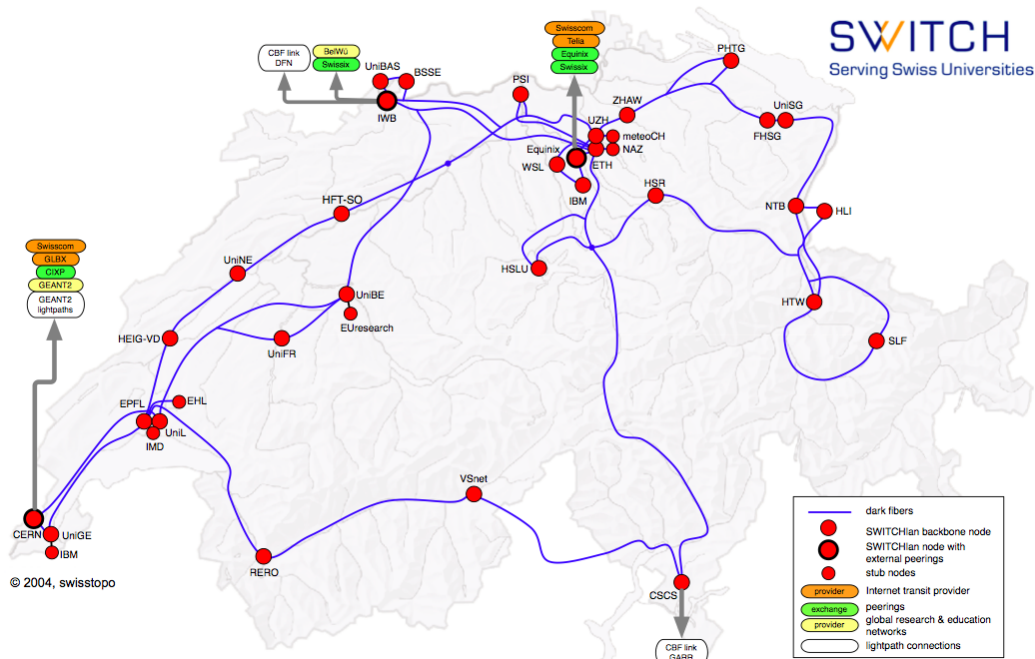 SWITCH
Serving Swiss Universities
CBF link
DFN
BelWü
Swissix
Swisscom
Telia
Equinix
Swissix
UniBAS
BSSE
IWB
PSI
PHTG
ZHAW
UniSG
FHSG
UZH
meteoCH
NAZ
ETH
Equinix
WSL
IBM
HSR
NTB
HLI
HFT-SO
HSLU
UniNE
Swisscom
GLBX
CIXP
GEANT2
GEANT2
lightpaths
UniBE
EUresearch
HTW
HEIG-VD
UniFR
SLF
EPFL
EHL
UniL
IMD
VSnet
CERN
UniGE
IBM
RERO
© 2004, swisstopo
CSCS
CBF link
GARR
dark fibers
SWITCHlan backbone node
SWITCHlan node with
external peerings
stub nodes
provider
Internet transit provider
exchange
peerings
provider
global research & education
networks
lightpath connections